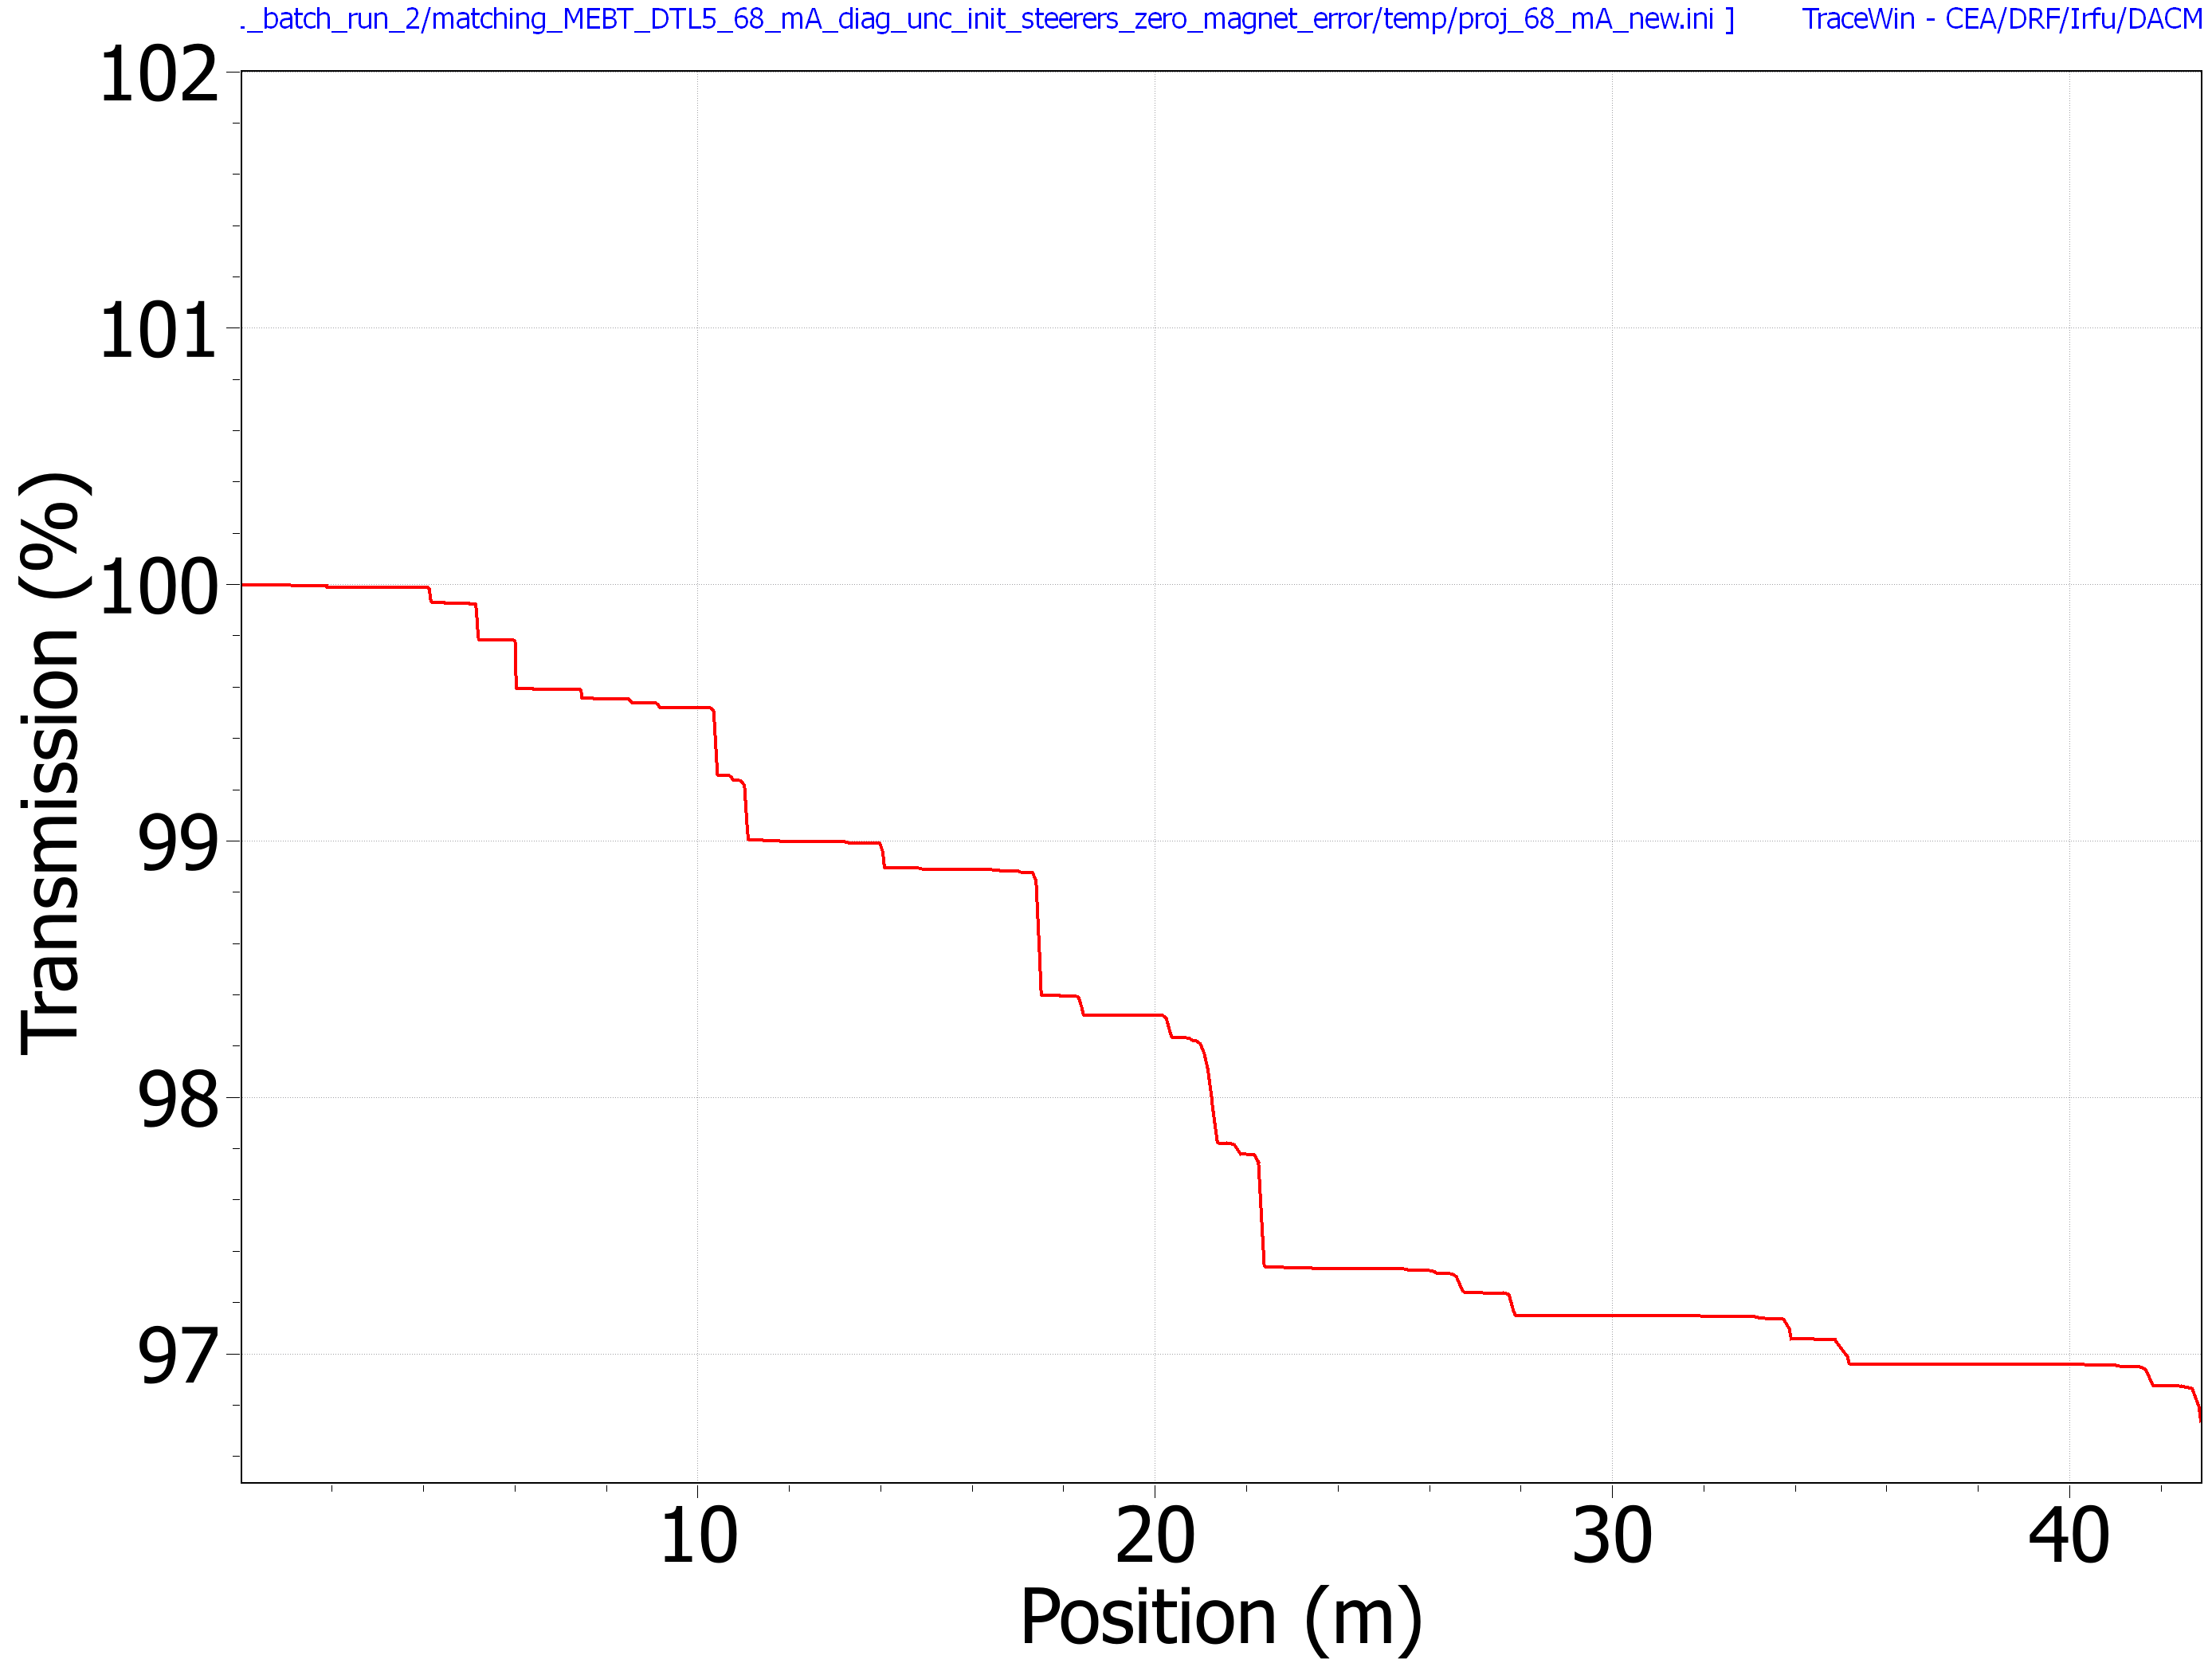 ._batch_run_2/matching_MEBT_DTL5_68_mA_diag_unc_init_steerers_zero_magnet_error/temp/proj_68_mA_new.ini ] TraceWin - CEA/DRF/Irfu/DACM
102
101
100
99
98
97
Transmission (%)
10 20 30 40
Position (m)